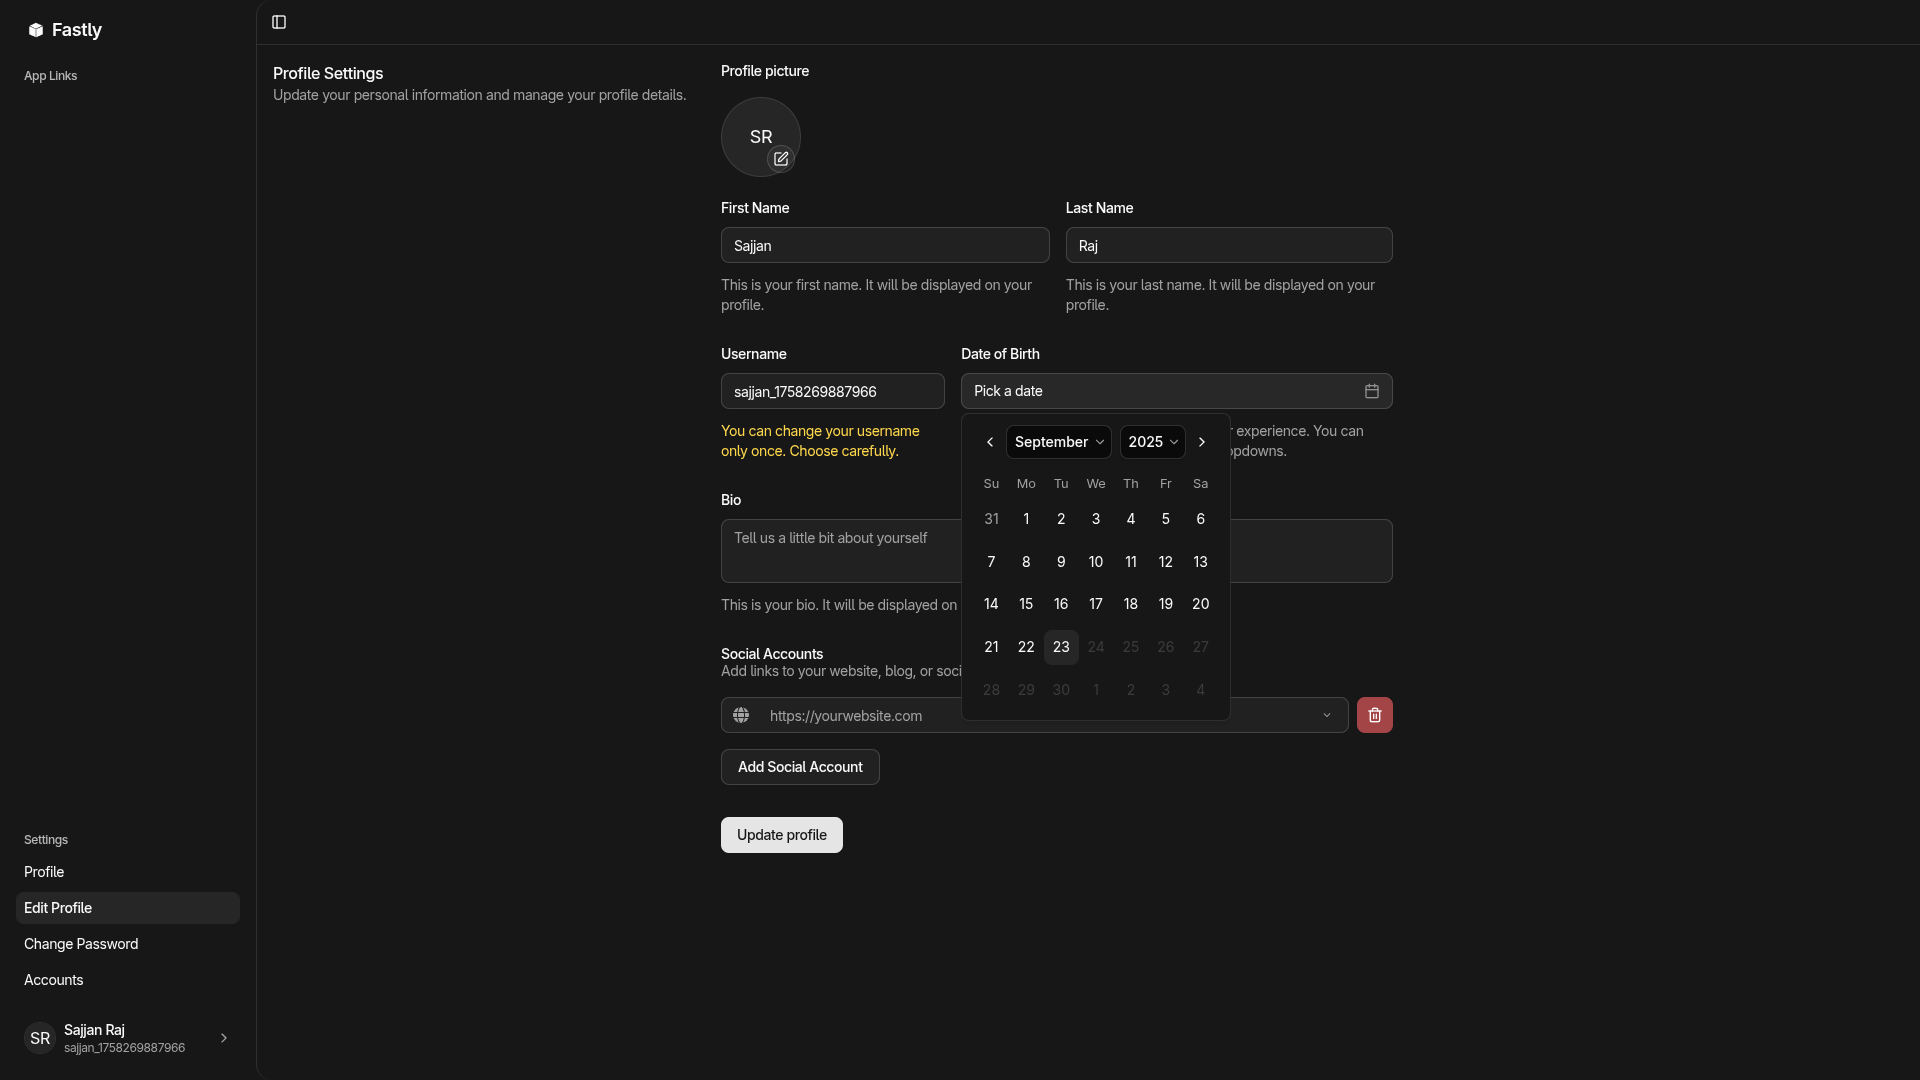 Fastly
App Links
Profile Settings
Update your personal information and manage your profile details.
Profile picture
SR
First Name
Last Name
Sajjan
Raj
This is your first name. It will be displayed on your
profile.
This is your last name. It will be displayed on your
profile.
Username
Date of Birth
sajjan_1758269887966
Pick a date
You can change your username
only once. Choose carefully.
experience. You can
opdowns.
September
2025
Su Mo Tu We Th Fr Sa
31 1 2 3 4 5 6
7 8 9 10 11 12 13
14 15 16 17 18 19 20
21 22 23 24 25 26 27
28 29 30 1 2 3 4
Bio
Tell us a little bit about yourself
This is your bio. It will be displayed on
Social Accounts
Add links to your website, blog, or soci
https://yourwebsite.com
Add Social Account
Update profile
Settings
Profile
Edit Profile
Change Password
Accounts
SR
Sajjan Raj
sajjan_1758269887966